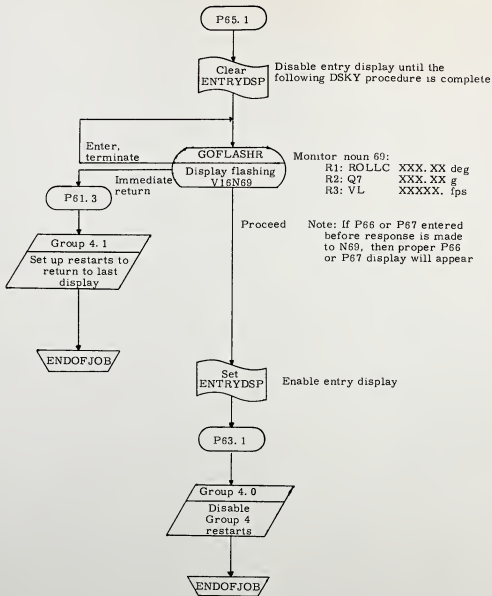 P65.1
Clear
ENTRYDSP
Disable entry display until the
following DSKY procedure is complete
Enter,
terminate
GOFLASHR
Display flashing
V16N69
Monitor noun 69:
R1: ROLLC XXX.XX deg
R2: Q7 XXX.XX g
R3: VL XXXXX. fps
Immediate
return
P61.3
Group 4.1
Set up restarts to
return to last
display
ENDOFJOB
Proceed
Note: If P66 or P67 entered
before response is made
to N69, then proper P66
or P67 display will appear
Set
ENTRYDSP
Enable entry display
P63.1
Group 4.0
Disable
Group 4
restarts
ENDOFJOB